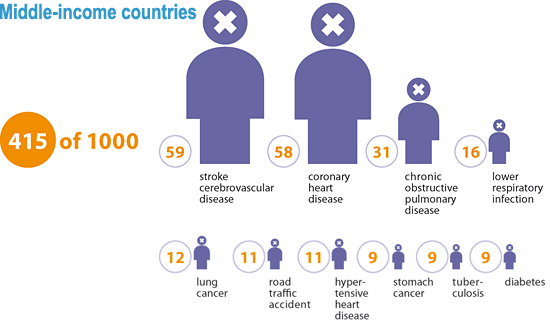 Middle-income countries
415 of 1000
59
stroke
cerebrovascular
disease
58
coronary
heart
disease
31
chronic
obstructive
pulmonary
disease
16
lower
respiratory
infection
12
lung
cancer
11
road
traffic
accident
11
hyper-
tensive
heart
disease
9
stomach
cancer
9
tuber-
culosis
9
diabetes